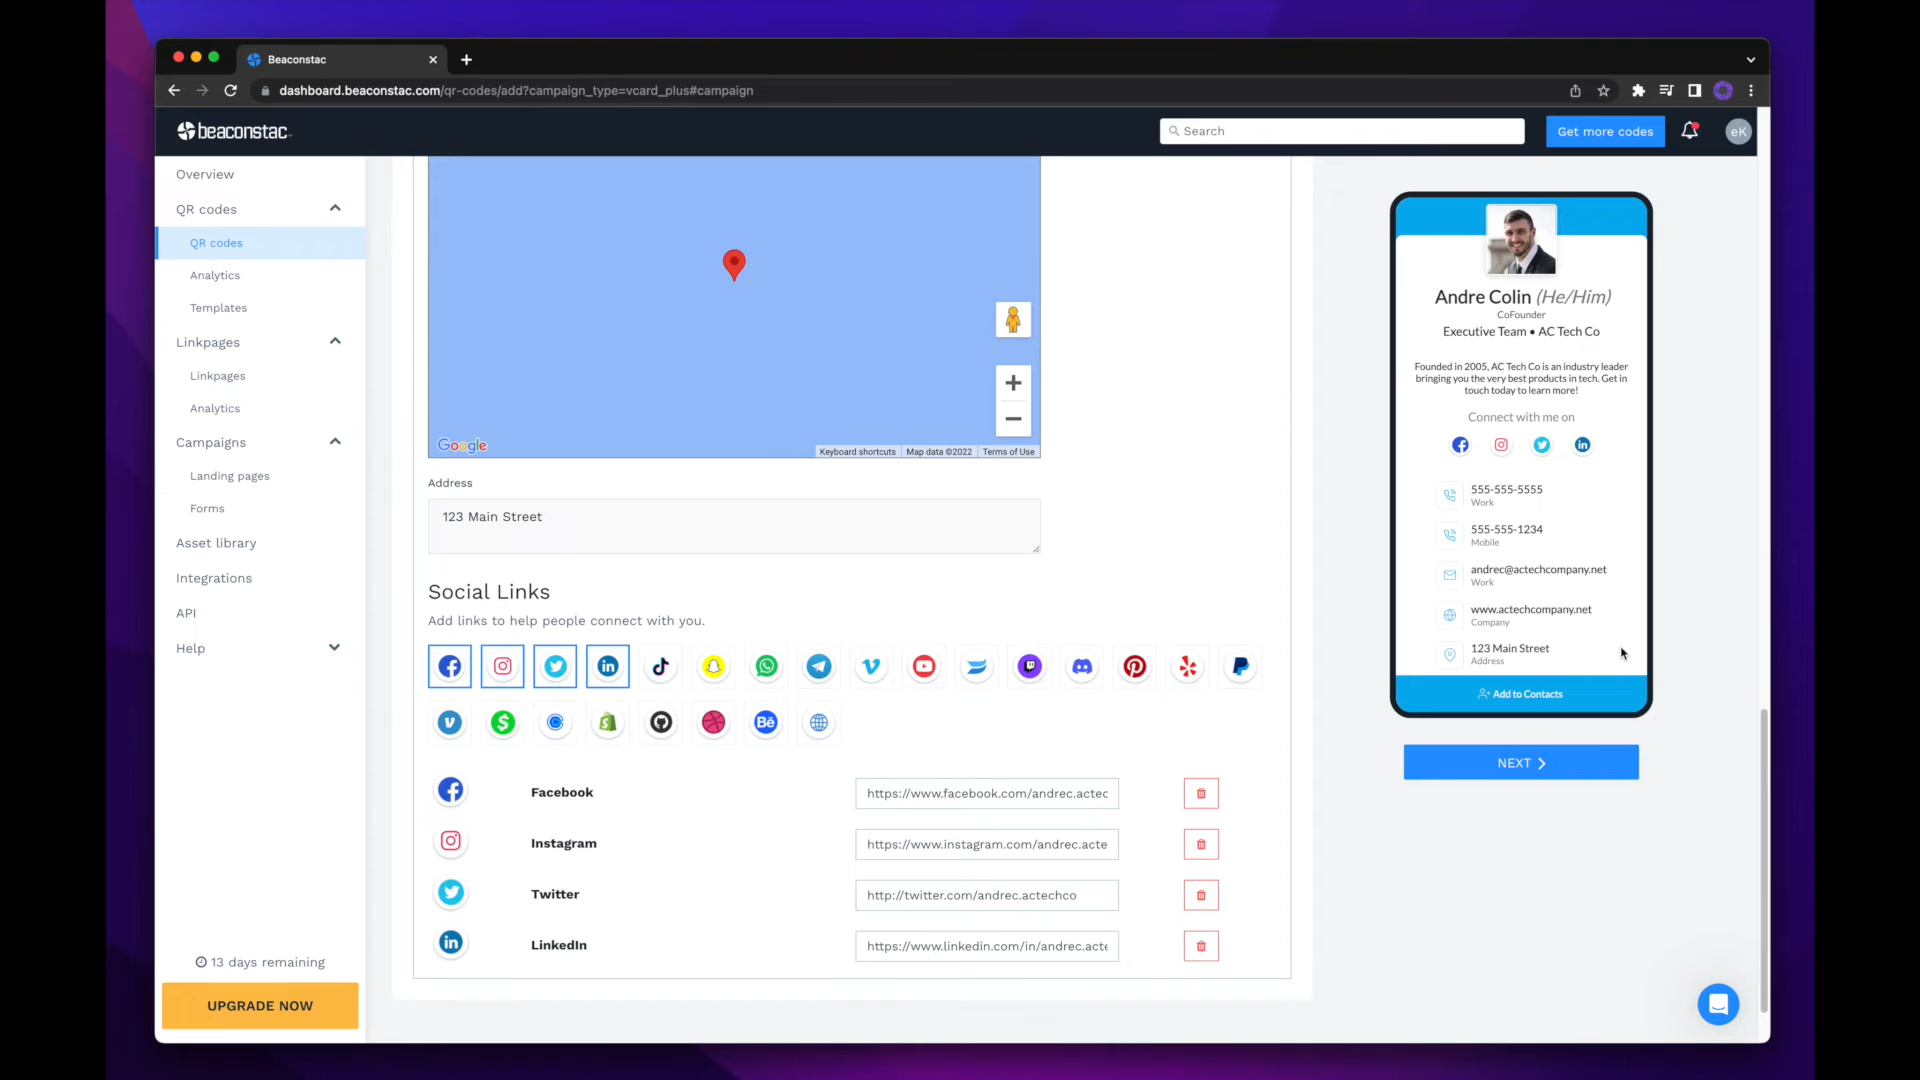 Beaconstac
dashboard.beaconstac.com/qr-codes/add?campaign_type=vcard_plus#campaign
beaconstac
Search
Get more codes
eK
Overview
QR codes
QR codes
Analytics
Templates
Linkpages
Linkpages
Analytics
Campaigns
Landing pages
Forms
Asset library
Integrations
API
Help
13 days remaining
UPGRADE NOW
Google
Keyboard shortcuts
Map data ©2022
Terms of Use
Address
123 Main Street
Social Links
Add links to help people connect with you.
Facebook
https://www.facebook.com/andrec.actec
Instagram
https://www.instagram.com/andrec.acte
Twitter
http://twitter.com/andrec.actechco
LinkedIn
https://www.linkedin.com/in/andrec.acte
Andre Colin (He/Him)
CoFounder
Executive Team • AC Tech Co
Founded in 2005, AC Tech Co is an industry leader
bringing you the very best products in tech. Get in
touch today to learn more!
Connect with me on
555-555-5555
Work
555-555-1234
Mobile
andrec@actechcompany.net
Work
www.actechcompany.net
Company
123 Main Street
Address
Add to Contacts
NEXT